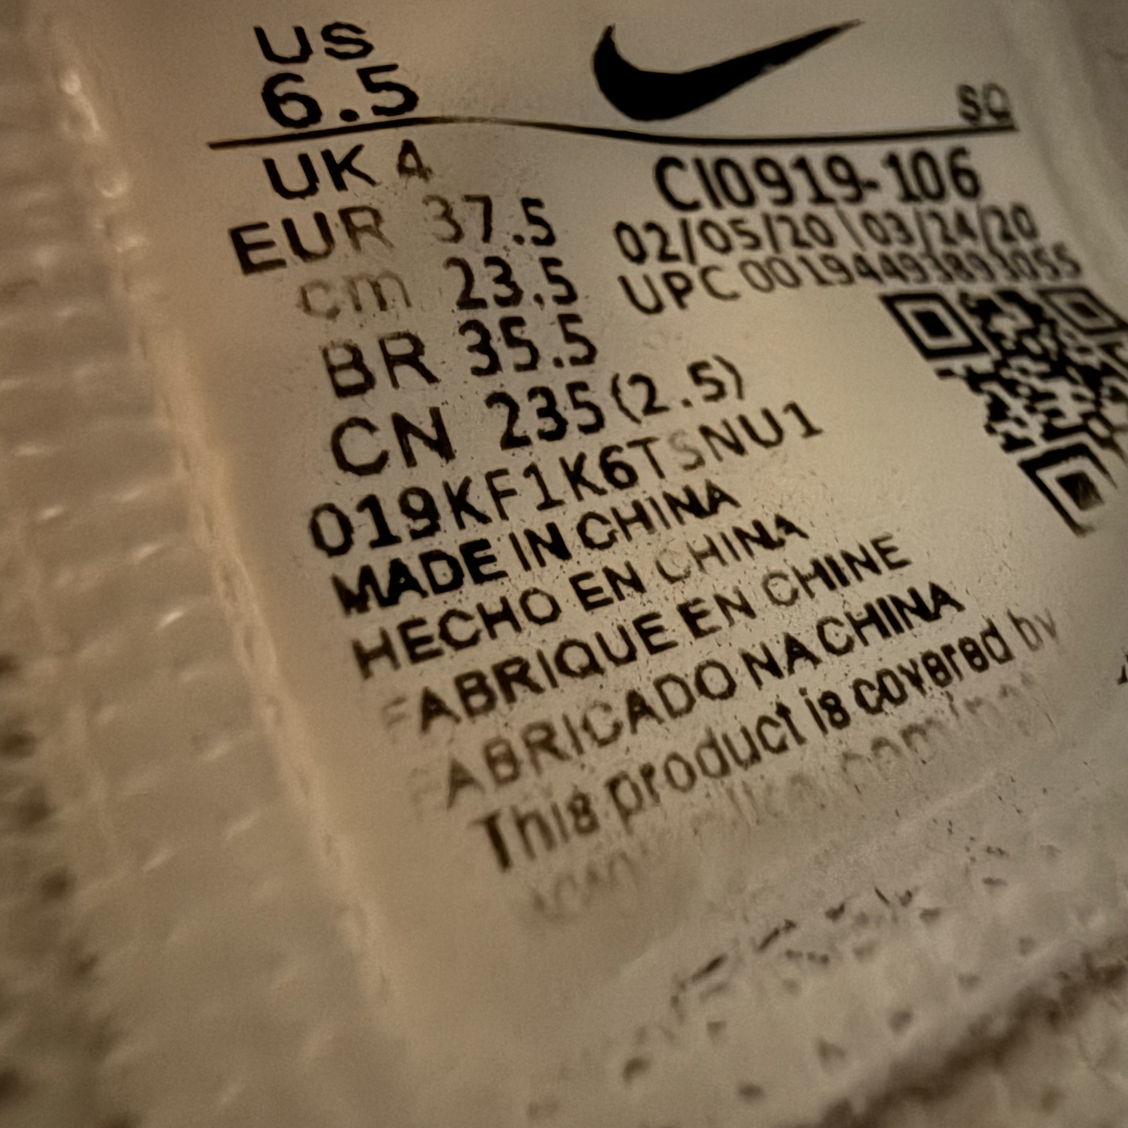 US
6.5
SQ
UK 4
EUR 37.5
cm 23.5
BR 35.5
CN 235(2.5)
CI0919-106
02/05/20 \ 03/24/20
UPC 00194493893055
019KF1K6TSNU1
MADE IN CHINA
HECHO EN CHINA
FABRIQUE EN CHINE
FABRICADO NA CHINA
This product is covered by